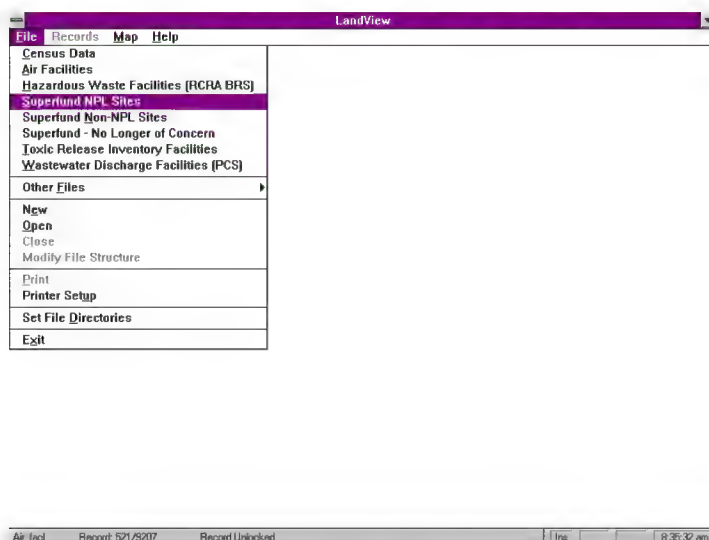 LandView
File Records Map Help
Census Data
Air Facilities
Hazardous Waste Facilities (RCRA BRS)
Superfund NPL Sites
Superfund Non-NPL Sites
Superfund - No Longer of Concern
Toxic Release Inventory Facilities
Wastewater Discharge Facilities (PCS)
Other Files
New
Open
Close
Modify File Structure
Print
Printer Setup
Set File Directories
Exit
Air facl Record: 521/9207 Record Unlocked Ins 8:35:32 am